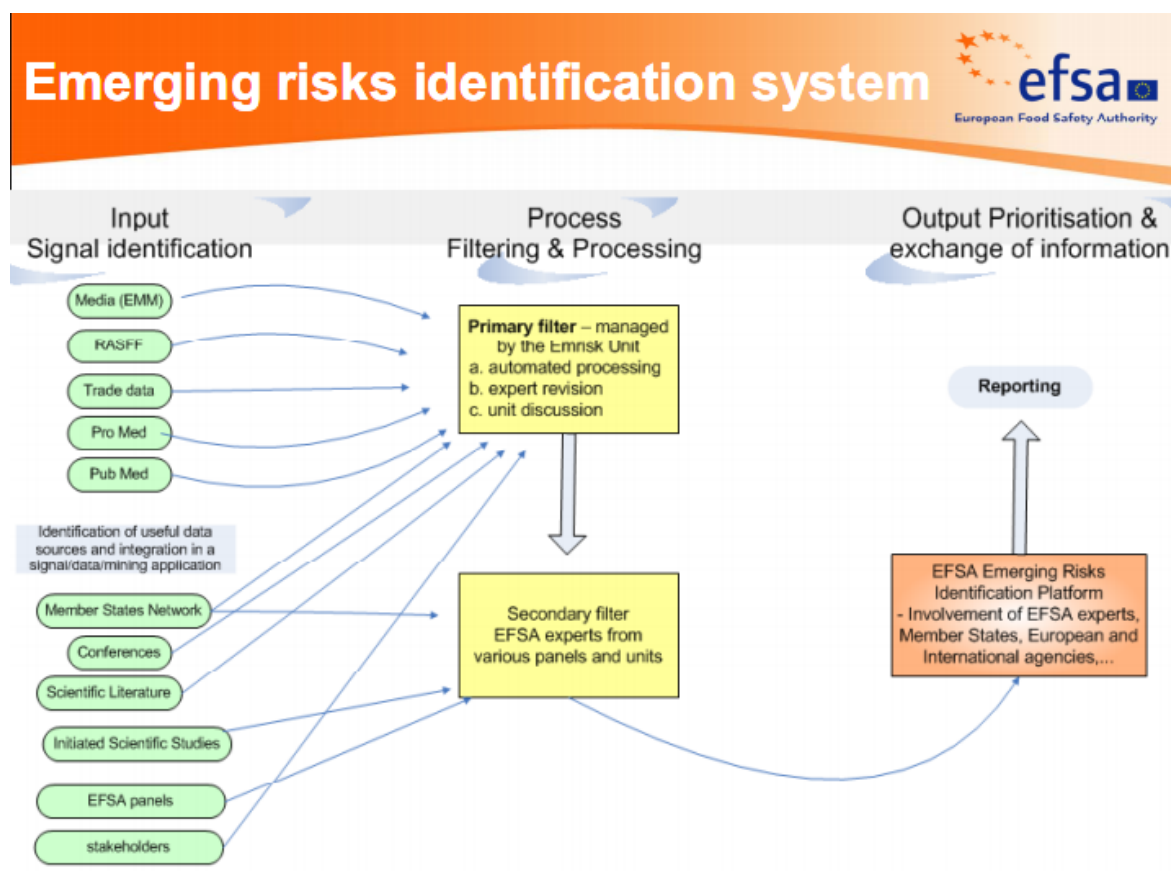 Emerging risks identification system
efsa
European Food Safety Authority
Input
Signal identification
Process
Filtering & Processing
Output Prioritisation &
exchange of information
Media (EMM)
RASFF
Trade data
Pro Med
Pub Med
Identification of useful data
sources and integration in a
signal/data/mining application
Member States Network
Conferences
Scientific Literature
Initiated Scientific Studies
EFSA panels
stakeholders
Primary filter – managed
by the Emrisk Unit
a. automated processing
b. expert revision
c. unit discussion
Secondary filter
EFSA experts from
various panels and units
Reporting
EFSA Emerging Risks
Identification Platform
- Involvement of EFSA experts,
Member States, European and
International agencies,...